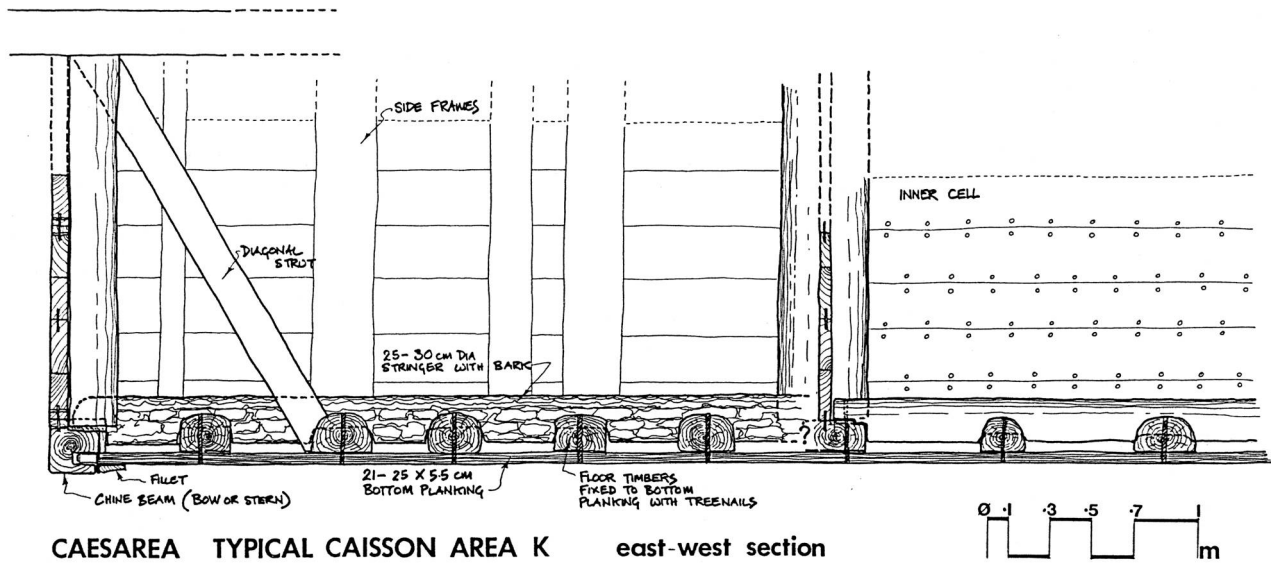 SIDE FRAMES
INNER CELL
DIAGONAL
STRUT
25-30 CM DIA
STRINGER WITH BARK
?
FILLET
CHINE BEAM (BOW OR STERN)
21-25 X 5.5 CM
BOTTOM PLANKING
FLOOR TIMBERS
FIXED TO BOTTOM
PLANKING WITH TREENAILS
Ø .1 .3 .5 .7 1
m
CAESAREA TYPICAL CAISSON AREA K east-west section